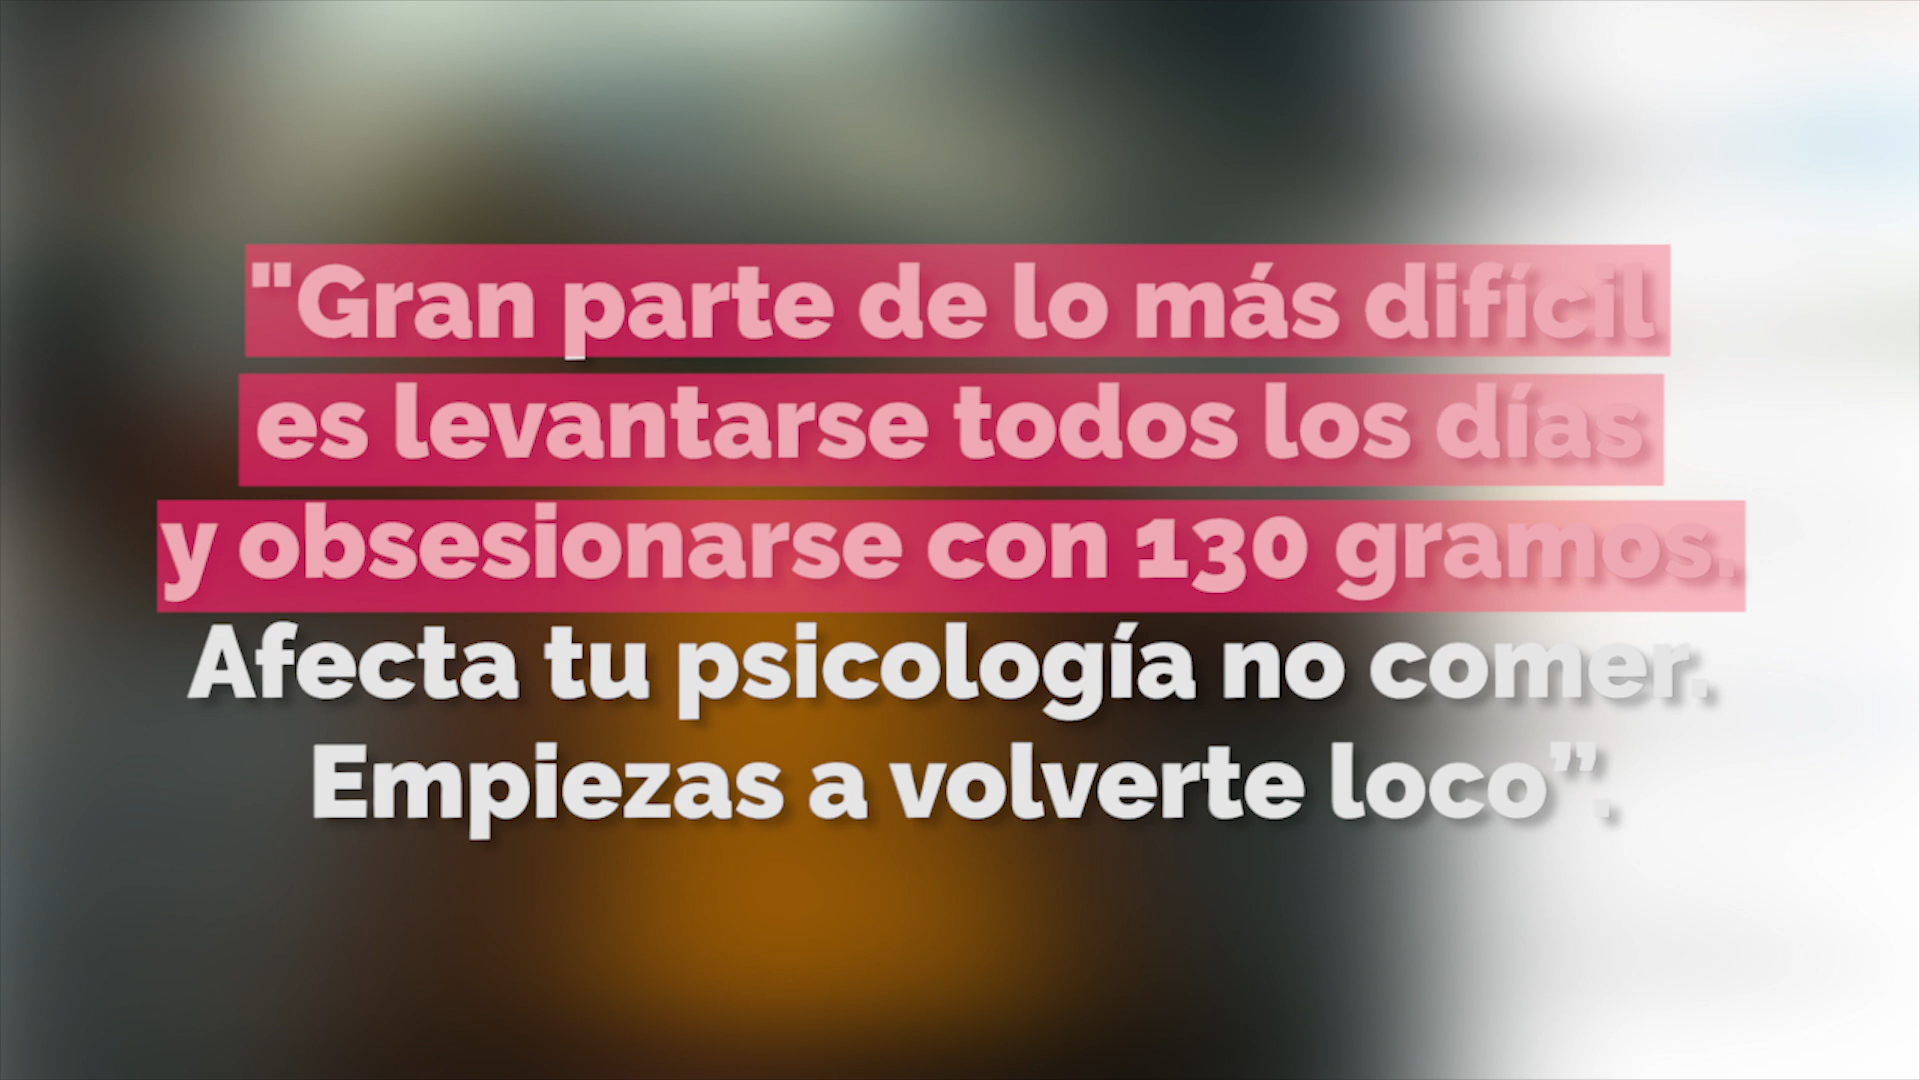 "Gran parte de lo más difícil
es levantarse todos los días
y obsesionarse con 130 gramos.
Afecta tu psicología no comer.
Empiezas a volverte loco”.